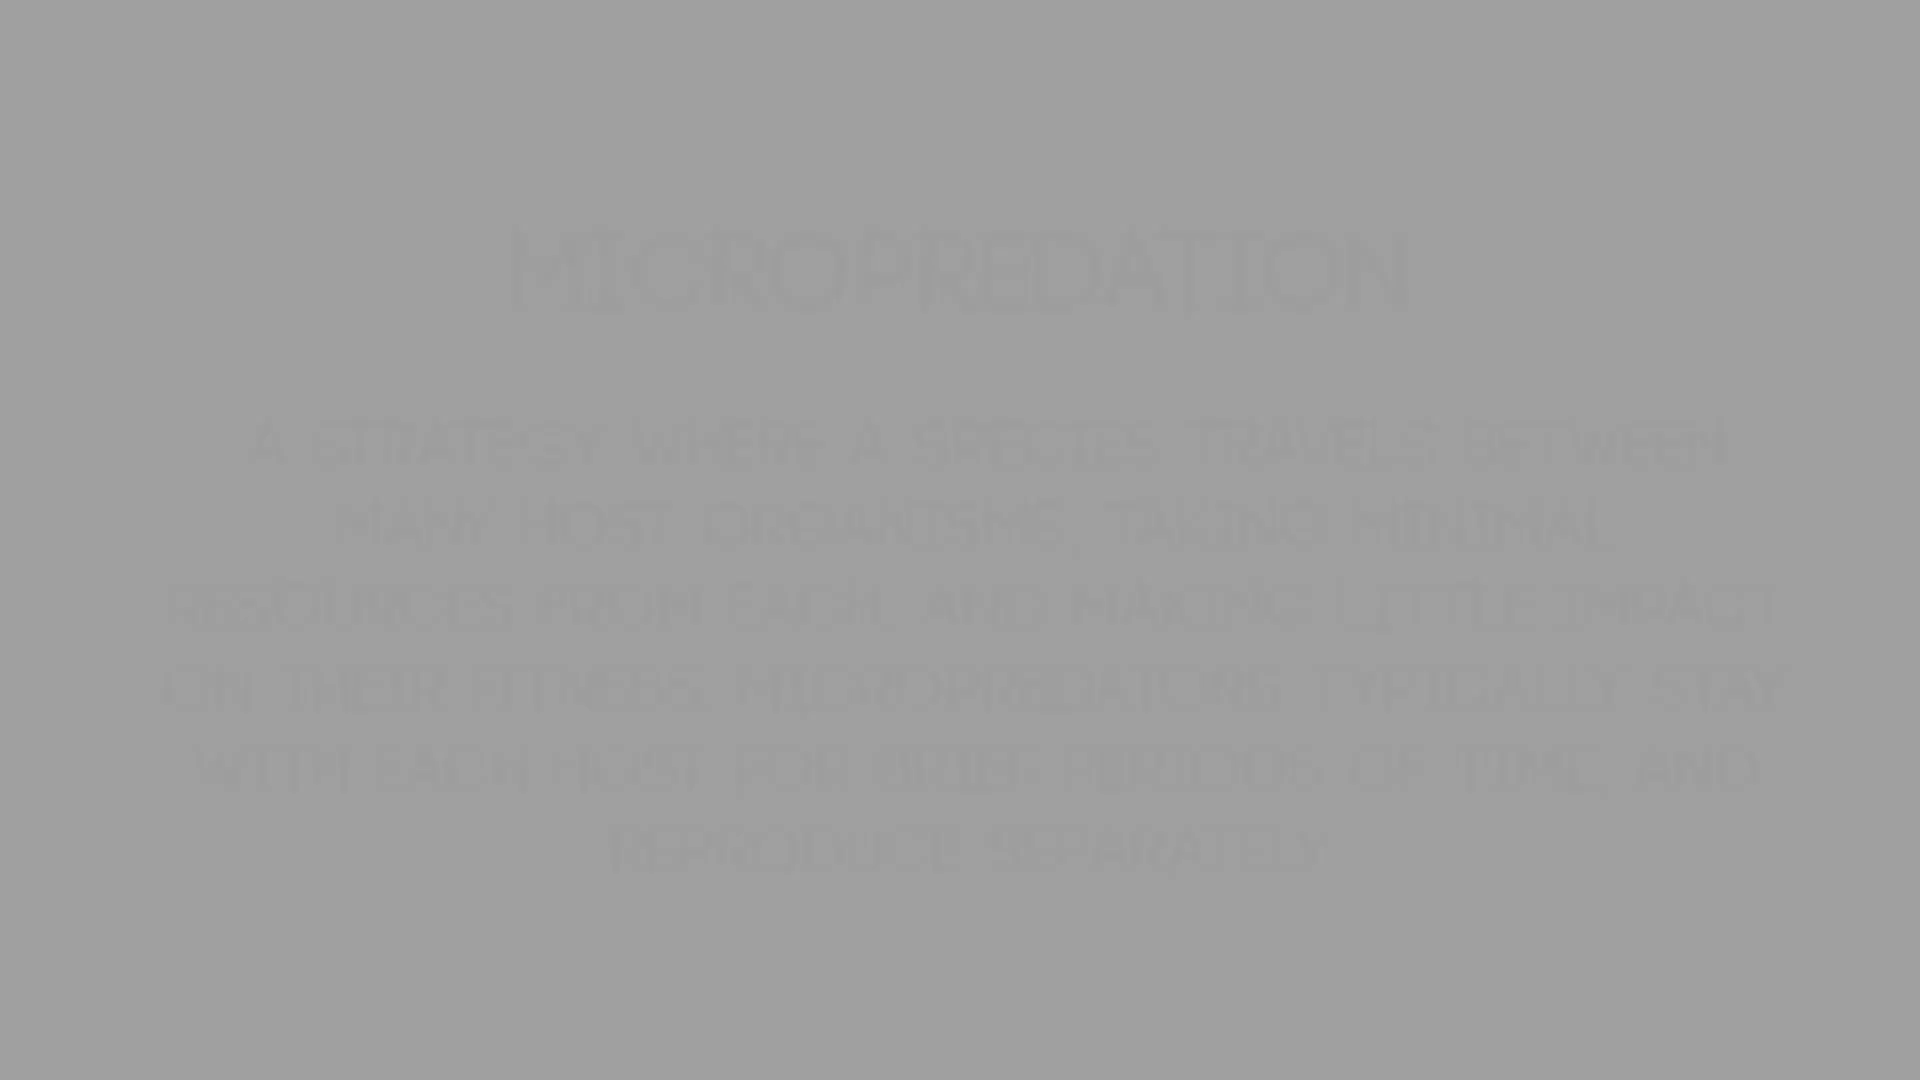 MICROPREDATION
A STRATEGY WHERE A SPECIES TRAVELS BETWEEN
MANY HOST ORGANISMS, TAKING MINIMAL
RESOURCES FROM EACH, AND MAKING LITTLE IMPACT
ON THEIR FITNESS. MICROPREDATORS TYPICALLY STAY
WITH EACH HOST FOR BRIEF PERIODS OF TIME, AND
REPRODUCE SEPARATELY